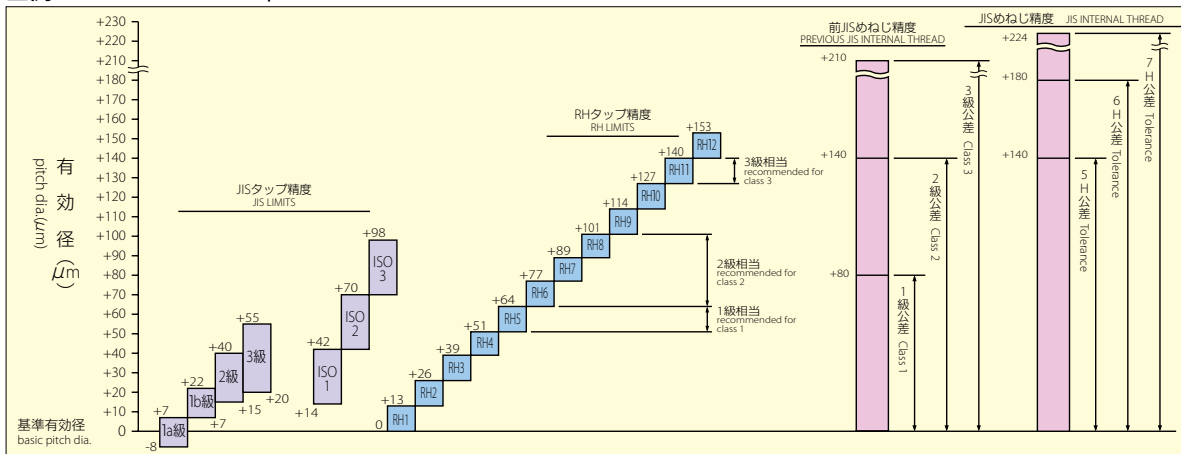 +230
+220
+210
+180
+170
+160
+150
+140
+130
+120
+110
+100
+90
+80
+70
+60
+50
+40
+30
+20
+10
0
有効径(μm)
pitch dia.(μm)
基準有効径
basic pitch dia.
JISタップ精度
JIS LIMITS
+7
1a級
-8
+22
1b級
+7
+40
2級
+15
+55
3級
+20
+42
ISO 1
+14
+70
ISO 2
+98
ISO 3
RHタップ精度
RH LIMITS
0
+13
RH1
+26
RH2
+39
RH3
+51
RH4
+64
RH5
+77
RH6
+89
RH7
+101
RH8
+114
RH9
+127
RH10
+140
RH11
+153
RH12
3級相当
recommended for
class 3
2級相当
recommended for
class 2
1級相当
recommended for
class 1
前JISめねじ精度
PREVIOUS JIS INTERNAL THREAD
+210
+140
+80
1級公差 Class 1
2級公差 Class 2
3級公差 Class 3
JISめねじ精度 JIS INTERNAL THREAD
+224
+180
+140
5H公差 Tolerance
6H公差 Tolerance
7H公差 Tolerance